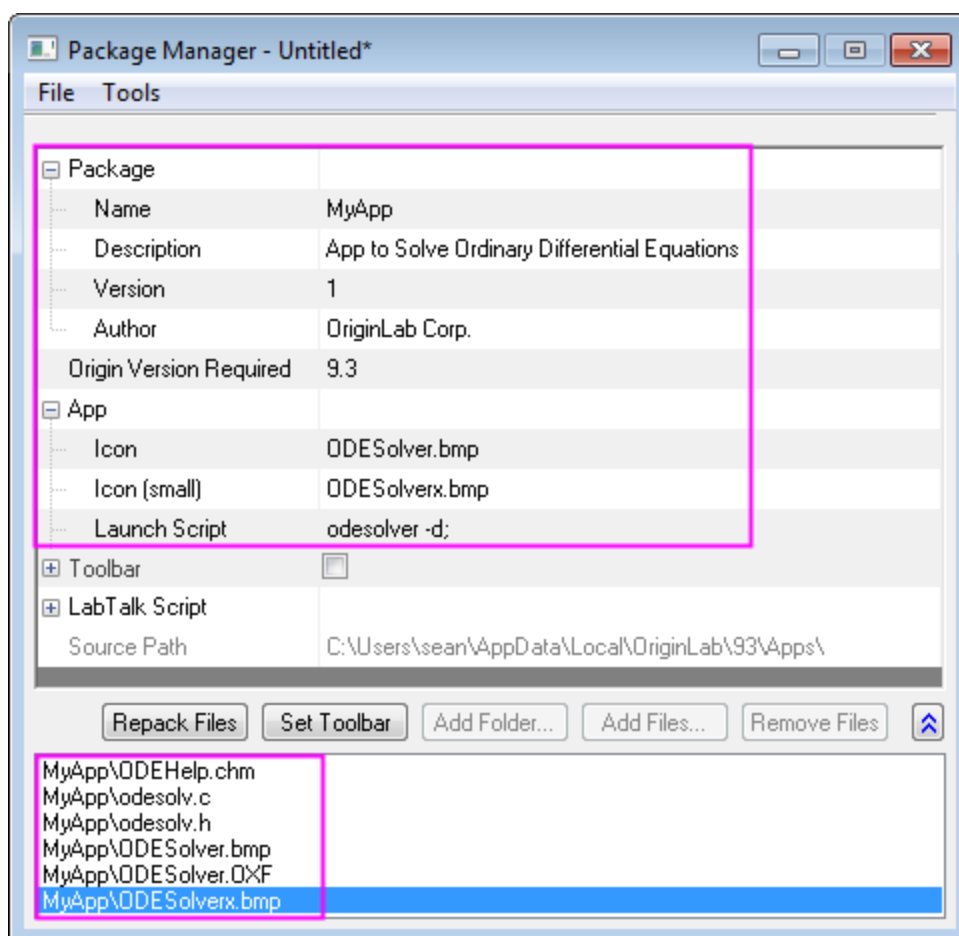 Package Manager - Untitled*
File Tools
Package
Name MyApp
Description App to Solve Ordinary Differential Equations
Version 1
Author OriginLab Corp.
Origin Version Required 9.3
App
Icon ODESolver.bmp
Icon (small) ODESolverx.bmp
Launch Script odesolver -d;
Toolbar
LabTalk Script
Source Path C:\Users\sean\AppData\Local\OriginLab\93\Apps\
Repack Files Set Toolbar Add Folder... Add Files... Remove Files
MyApp\ODEHelp.chm
MyApp\odesolv.c
MyApp\odesolv.h
MyApp\ODESolver.bmp
MyApp\ODESolver.OXF
MyApp\ODESolverx.bmp